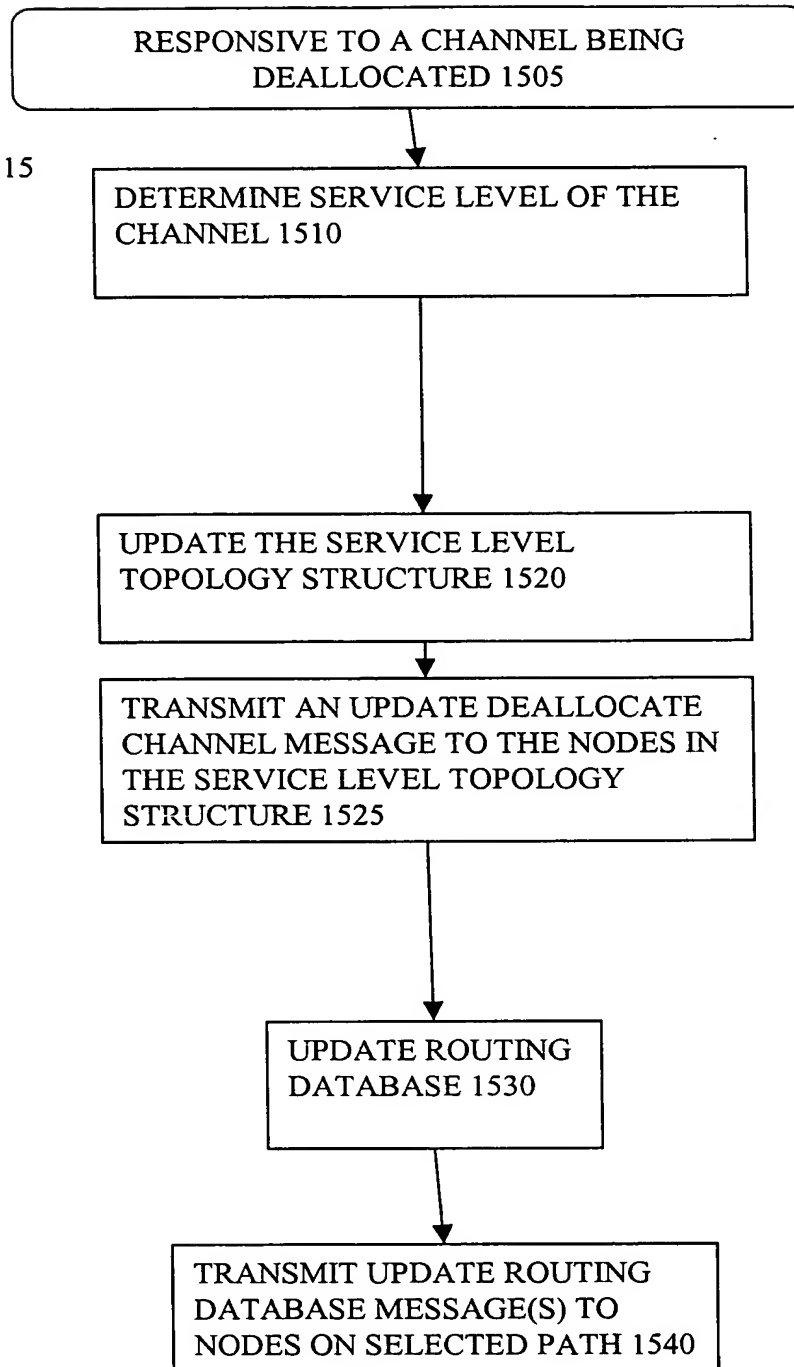 RESPONSIVE TO A CHANNEL BEING
DEALLOCATED 1505
15
DETERMINE SERVICE LEVEL OF THE
CHANNEL 1510
UPDATE THE SERVICE LEVEL
TOPOLOGY STRUCTURE 1520
TRANSMIT AN UPDATE DEALLOCATE
CHANNEL MESSAGE TO THE NODES IN
THE SERVICE LEVEL TOPOLOGY
STRUCTURE 1525
UPDATE ROUTING
DATABASE 1530
TRANSMIT UPDATE ROUTING
DATABASE MESSAGE(S) TO
NODES ON SELECTED PATH 1540